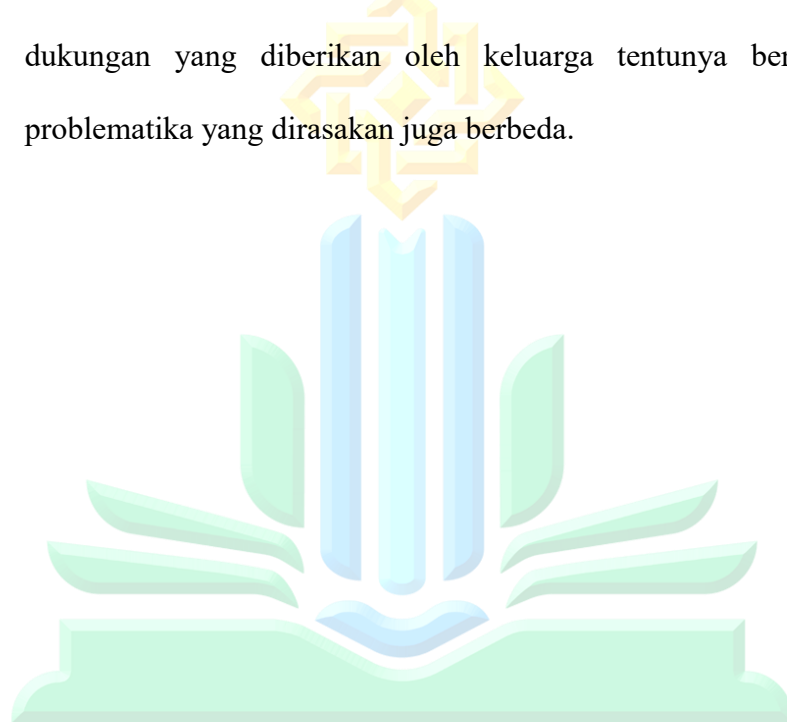 dukungan yang diberikan oleh keluarga tentunya
problematika yang dirasakan juga berbeda.